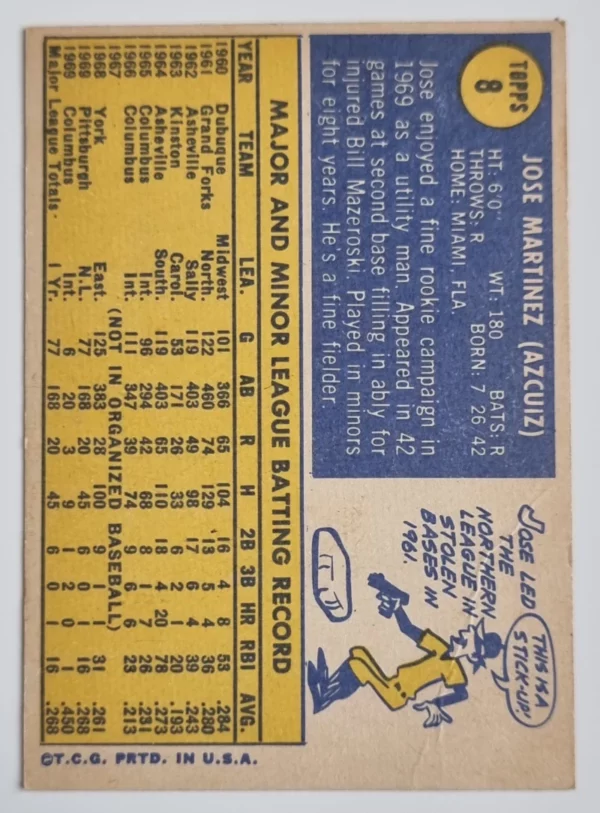 TOPPS
8
JOSE MARTINEZ (AZCUIZ)
HT: 6'0" WT: 180 BATS: R
THROWS: R BORN: 7 26 42
HOME: MIAMI, FLA.
Jose enjoyed a fine rookie campaign in
1969 as a utility man. Appeared in 42
games at second base filling in ably for
injured Bill Mazeroski. Played in minors
for eight years. He's a fine fielder.
JOSE LED
THE
NORTHERN
LEAGUE IN
STOLEN
BASES IN
1961.
THIS IS A
STICK-UP!
MAJOR AND MINOR LEAGUE BATTING RECORD
YEAR TEAM LEA. G AB R H 2B 3B HR RBI AVG.
1960 Dubuque Midwest 101 366 65 104 16 4 8 53 .284
1961 Grand Forks North. 122 460 74 129 13 5 4 36 .280
1962 Asheville Sally 119 403 49 98 17 6 4 39 .243
1963 Kinston Carol. 53 171 26 33 6 2 1 20 .193
1964 Asheville South. 119 403 65 110 18 4 20 78 .273
1965 Columbus Int. 96 294 42 68 8 1 7 26 .231
1966 Columbus Int. 111 347 39 74 9 6 6 23 .213
1967 (NOT IN ORGANIZED BASEBALL)
1968 York East. 125 383 28 100 9 1 1 31 .261
1969 Pittsburgh N.L. 77 168 20 45 6 0 1 16 .268
1969 Columbus Int. 6 20 3 9 1 2 0 1 .450
Major League Totals · 1 Yr. 77 168 20 45 6 0 1 16 .268
©T.C.G. PRTD. IN U.S.A.